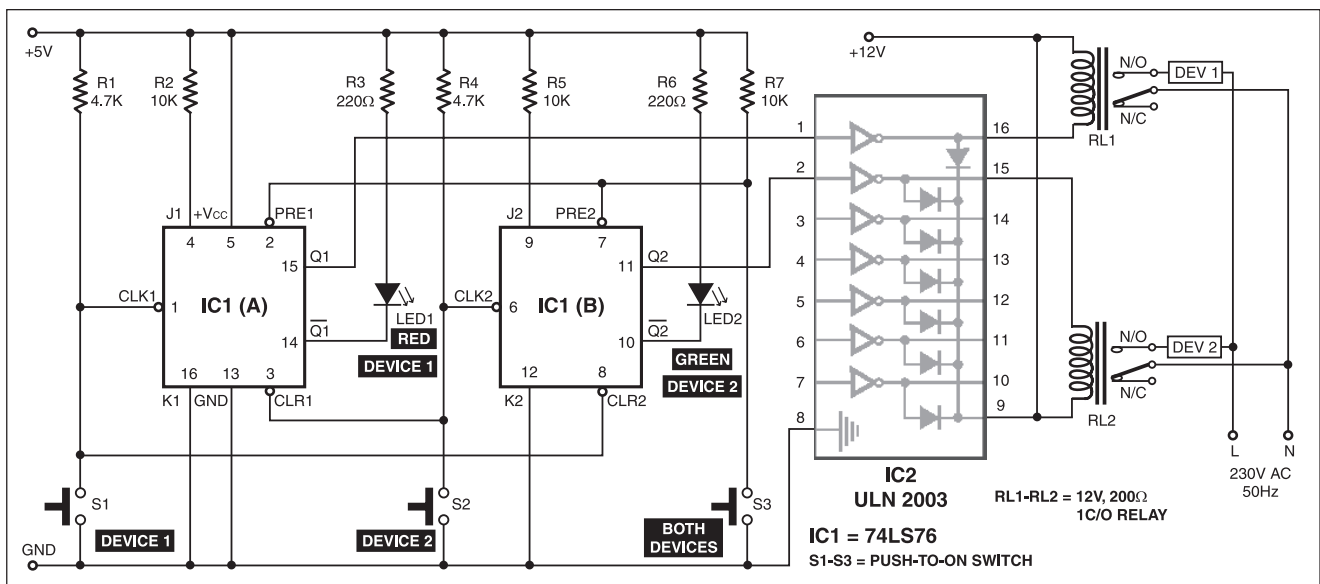 +5V
R1
4.7K
R2
10K
R3
220Ω
R4
4.7K
R5
10K
R6
220Ω
R7
10K
+12V
N/O
DEV 1
N/C
RL1
J1
+VCC
PRE1
4
5
2
15
Q1
CLK1
1
IC1 (A)
14
Q1
LED1
RED
DEVICE 1
16
13
3
K1
GND
CLR1
J2
PRE2
9
7
11
Q2
CLK2
6
IC1 (B)
10
Q2
LED2
GREEN
DEVICE 2
12
8
K2
CLR2
1
2
3
4
5
6
7
8
16
15
14
13
12
11
10
9
IC2
ULN 2003
N/O
DEV 2
N/C
RL2
L
N
230V AC
50Hz
S1
DEVICE 1
S2
DEVICE 2
S3
BOTH
DEVICES
GND
RL1-RL2 = 12V, 200Ω
1C/O RELAY
IC1 = 74LS76
S1-S3 = PUSH-TO-ON SWITCH